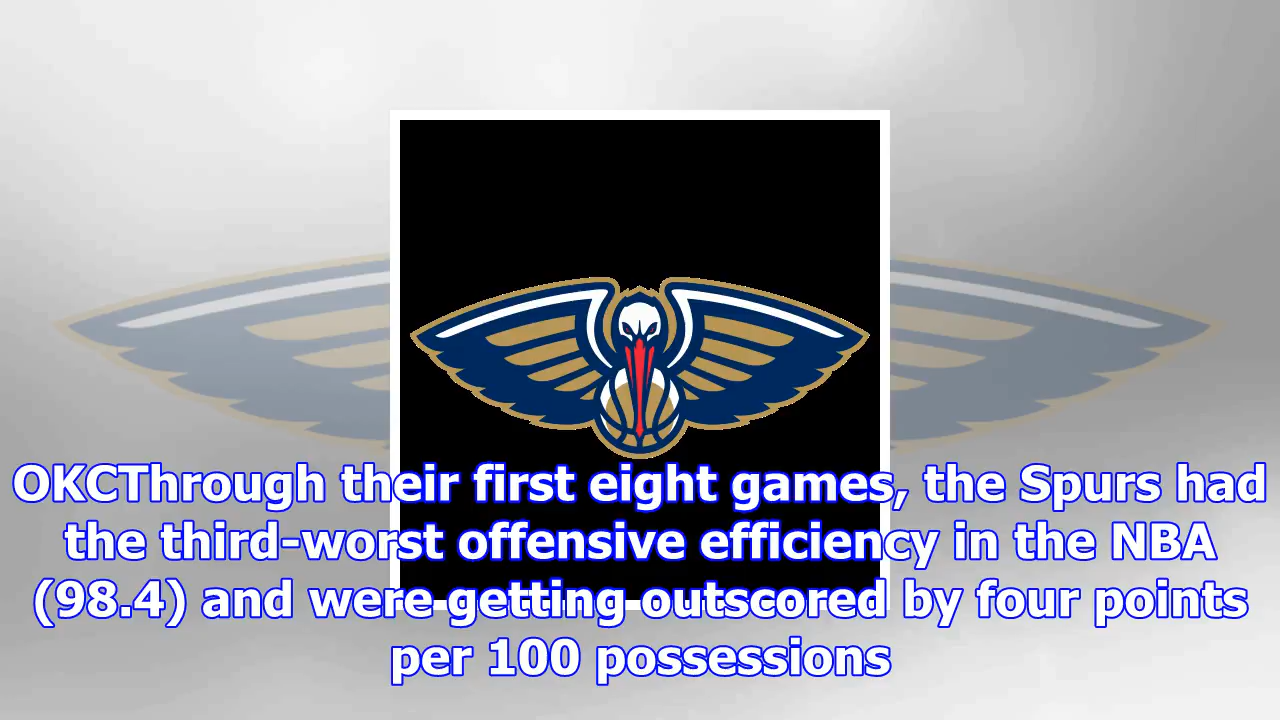 OKCThrough their first eight games, the Spurs had
the third-worst offensive efficiency in the NBA
(98.4) and were getting outscored by four points
per 100 possessions